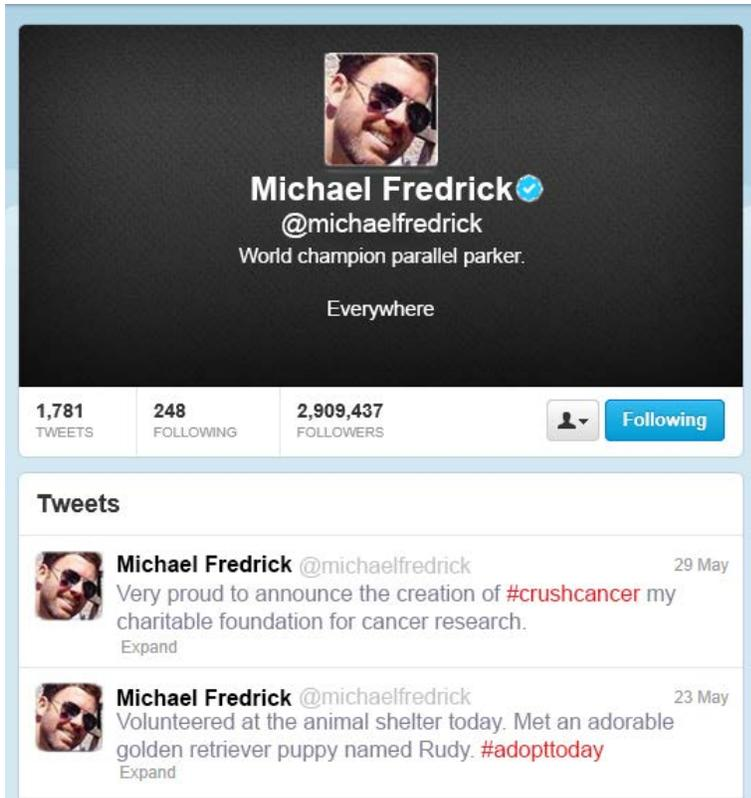 Michael Fredrick
@michaelfredrick
World champion parallel parker.
Everywhere
1,781 248 2,909,437
TWEETS FOLLOWING FOLLOWERS
Following
Tweets
Michael Fredrick @michaelfredrick 29 May
Very proud to announce the creation of #crushcancer my
charitable foundation for cancer research.
Expand
Michael Fredrick @michaelfredrick 23 May
Volunteered at the animal shelter today. Met an adorable
golden retriever puppy named Rudy. #adopttoday
Expand